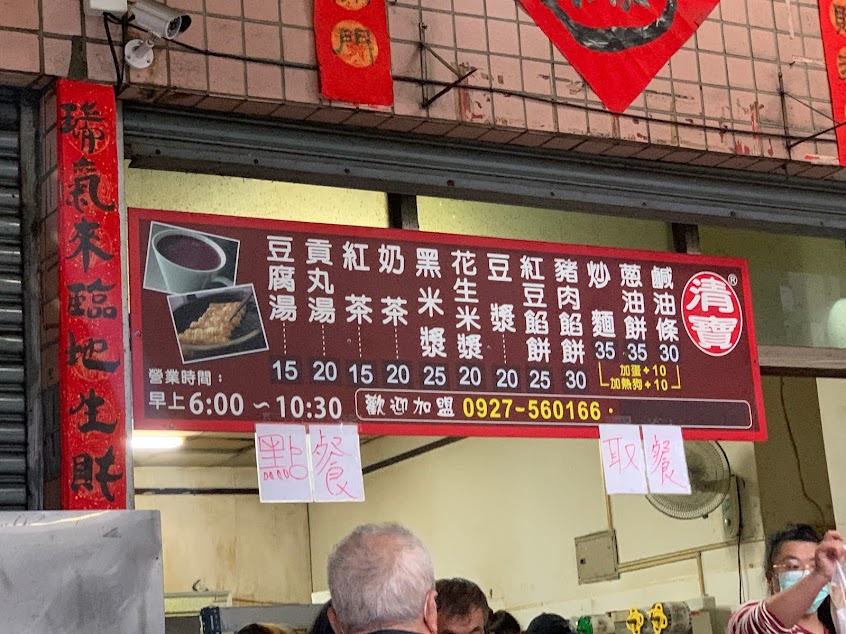 瑞氣來臨地生財
門
清寶®
鹹油條 30
蔥油餅 35
炒麵 35
加蛋+10
加熱狗+10
豬肉餡餅 30
紅豆餡餅 25
豆漿 20
花生米漿 20
黑米漿 25
奶茶 20
紅茶 15
貢丸湯 20
豆腐湯 15
營業時間：
早上6:00～10:30
歡迎加盟 0927-560166·
點餐
取餐